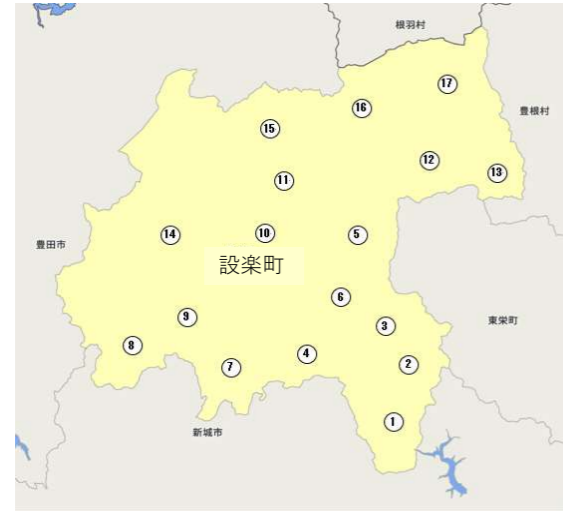 根羽村
⑰
⑯
豊根村
⑮
⑫
⑬
⑪
⑭
⑩
⑤
豊田市
設楽町
⑥
⑨
③
東栄町
⑧
④
②
⑦
①
新城市